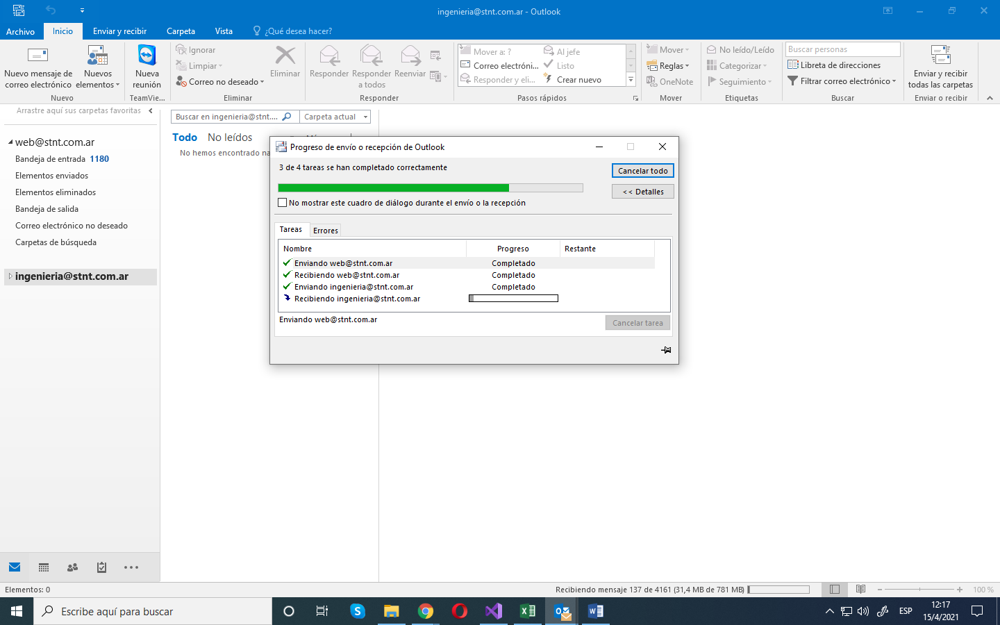 ingenieria@stnt.com.ar - Outlook
Archivo
Inicio
Enviar y recibir
Carpeta
Vista
¿Qué desea hacer?
Nuevo mensaje de correo electrónico
Nuevos elementos
Nuevo
Nueva reunión
TeamVie...
Ignorar
Limpiar
Correo no deseado
Eliminar
Eliminar
Responder
Responder a todos
Reenviar
Responder
Mover a: ?
Correo electróni...
Responder y eli...
Al jefe
Listo
Crear nuevo
Pasos rápidos
Mover
Reglas
OneNote
Mover
No leído/Leído
Categorizar
Seguimiento
Etiquetas
Buscar personas
Libreta de direcciones
Filtrar correo electrónico
Buscar
Enviar y recibir todas las carpetas
Enviar o recibir
Arrastre aquí sus carpetas favoritas
web@stnt.com.ar
Bandeja de entrada 1180
Elementos enviados
Elementos eliminados
Bandeja de salida
Correo electrónico no deseado
Carpetas de búsqueda
ingenieria@stnt.com.ar
Buscar en ingenieria@stnt....
Carpeta actual
Todo No leídos
No hemos encontrado na
Progreso de envío o recepción de Outlook
3 de 4 tareas se han completado correctamente
Cancelar todo
<< Detalles
No mostrar este cuadro de diálogo durante el envío o la recepción
Tareas
Errores
Nombre Progreso Restante
Enviando web@stnt.com.ar Completado
Recibiendo web@stnt.com.ar Completado
Enviando ingenieria@stnt.com.ar Completado
Recibiendo ingenieria@stnt.com.ar
Enviando web@stnt.com.ar
Cancelar tarea
Elementos: 0
Recibiendo mensaje 137 de 4161 (31,4 MB de 781 MB)
100 %
Escribe aquí para buscar
ESP
12:17
15/4/2021